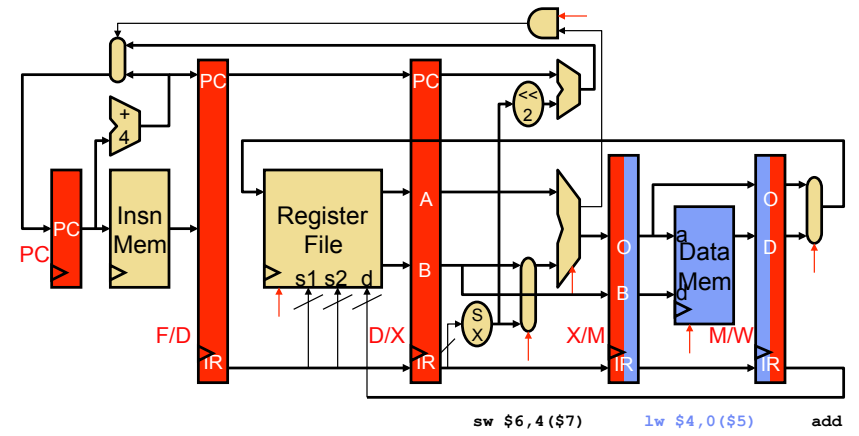 PC
PC
<<
2
+
4
Insn
Mem
Register
File
A
O
O
PC
PC
a
Data
D
B
B
Mem
s1 s2 d
d
S
X
F/D
D/X
X/M
M/W
IR
IR
IR
IR
sw $6,4($7)
lw $4,0($5)
add